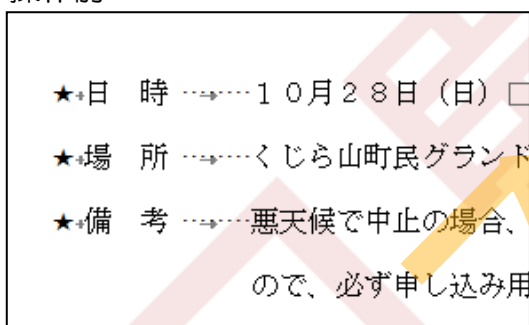 ★日　時……１０月２８日（日）□
★場　所……くじら山町民グランド
★備　考……悪天候で中止の場合、
ので、必ず申し込み用